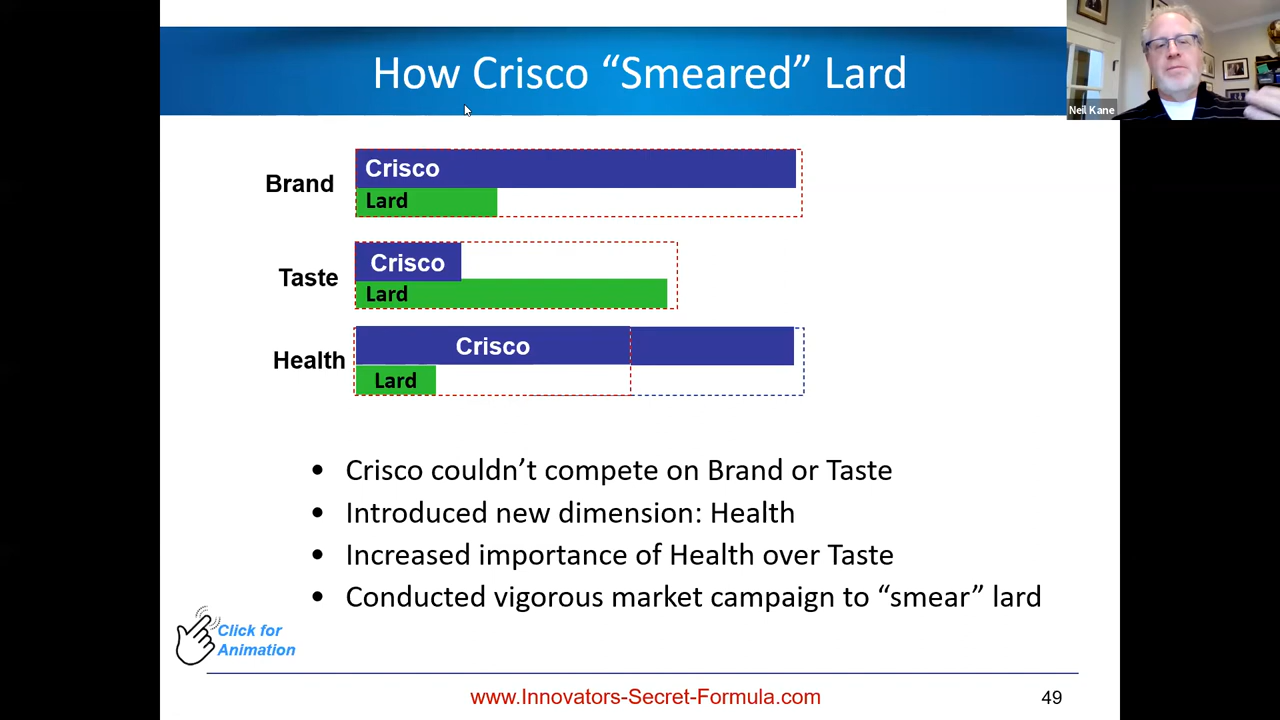 How Crisco “Smeared” Lard
Neil Kane
Brand
Crisco
Lard
Taste
Crisco
Lard
Health
Crisco
Lard
• Crisco couldn’t compete on Brand or Taste
• Introduced new dimension: Health
• Increased importance of Health over Taste
• Conducted vigorous market campaign to “smear” lard
Click for
Animation
www.Innovators-Secret-Formula.com
49